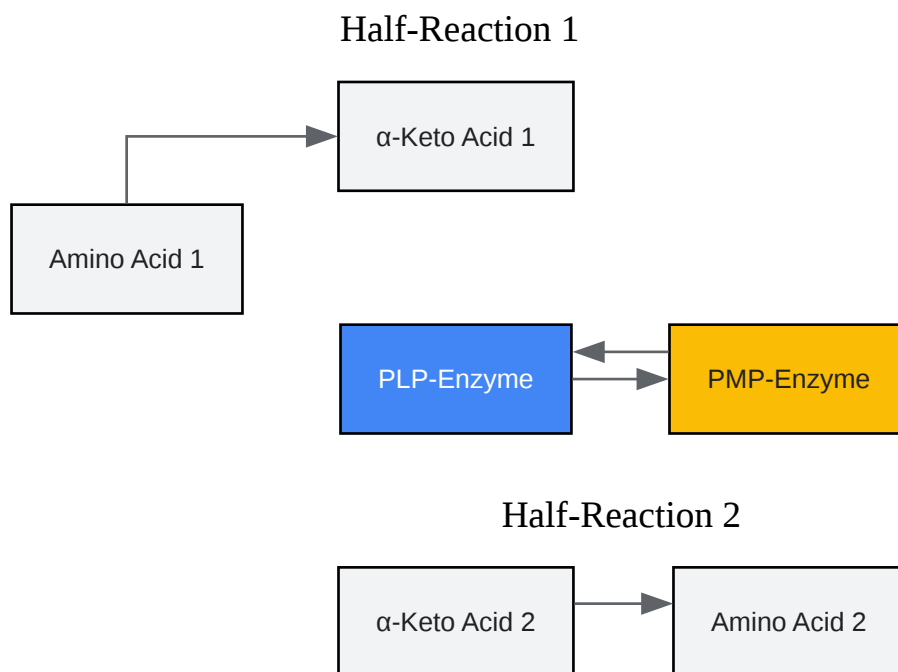 Half-Reaction 1
α-Keto Acid 1
Amino Acid 1
PLP-Enzyme
PMP-Enzyme
Half-Reaction 2
α-Keto Acid 2
Amino Acid 2